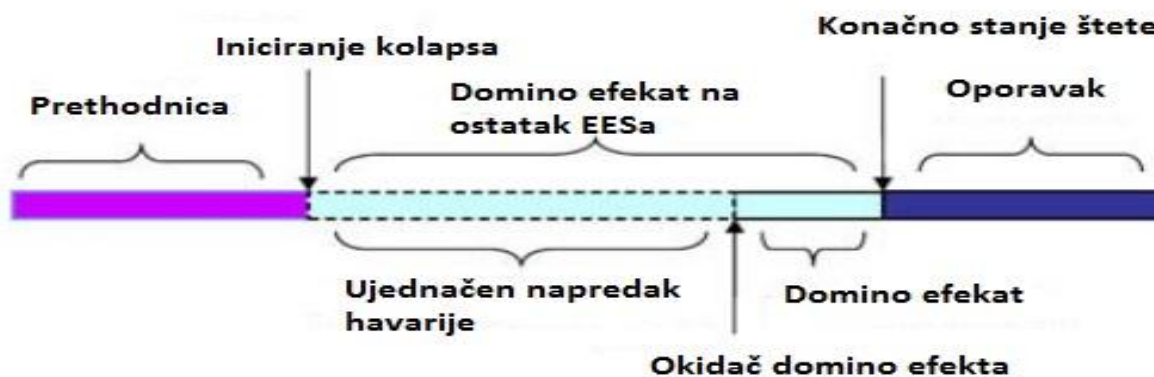 Iniciranje kolapsa
Konačno stanje štete
Prethodnica
Domino efekat na
ostatak EESa
Oporavak
Ujednačen napredak
havarije
Domino efekat
Okidač domino efekta